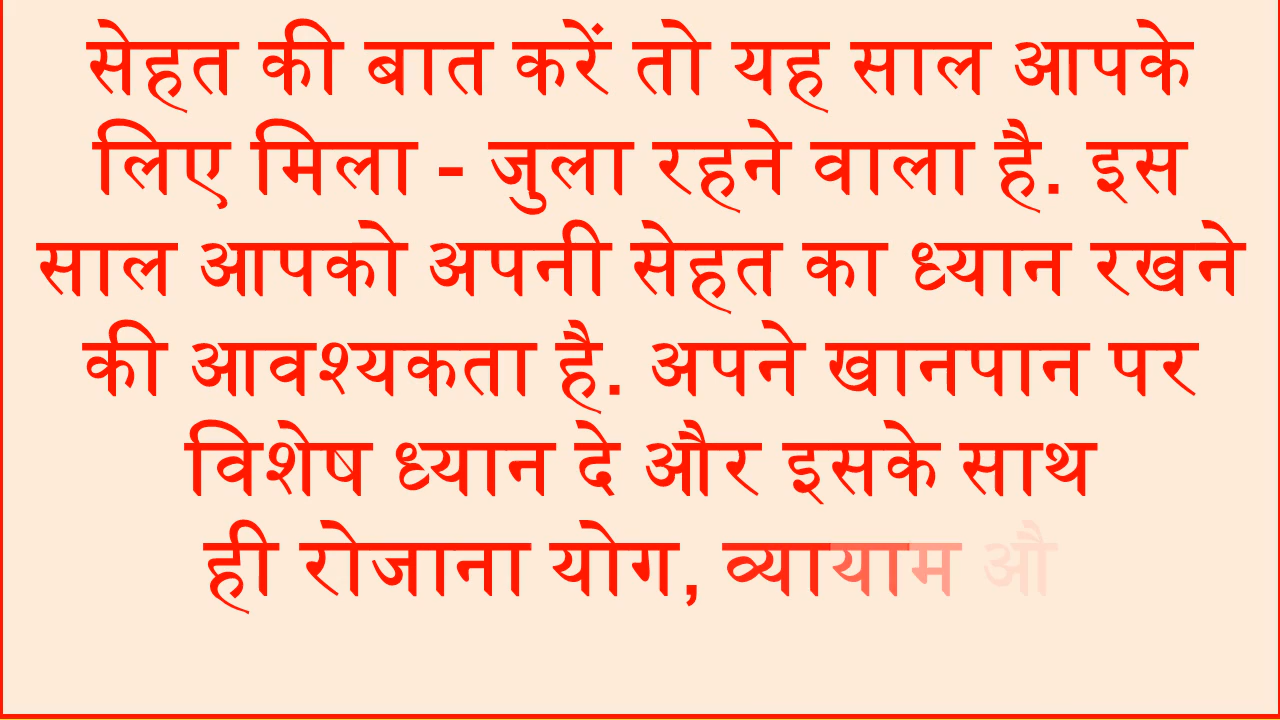 सेहत की बात करें तो यह साल आपके
लिए मिला - जुला रहने वाला है. इस
साल आपको अपनी सेहत का ध्यान रखने
की आवश्यकता है. अपने खानपान पर
विशेष ध्यान दे और इसके साथ
ही रोजाना योग, व्यायाम औ